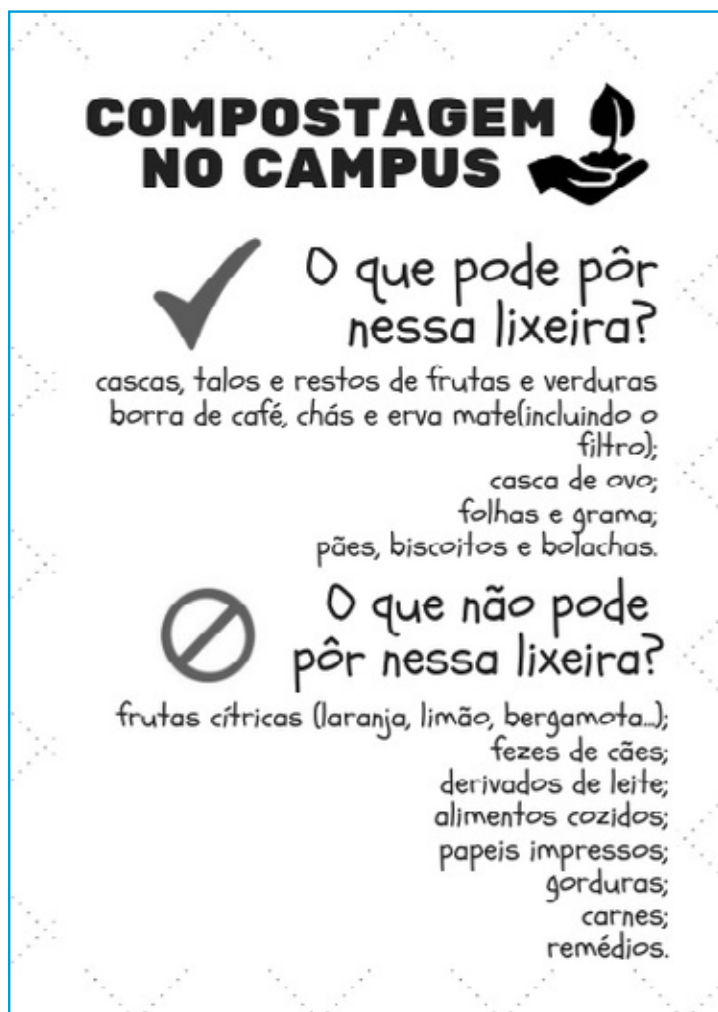 COMPOSTAGEM
NO CAMPUS
O que pode pôr
nessa lixeira?
cascas, talos e restos de frutas e verduras
borra de café, chás e erva mate(incluindo o
filtro);
casca de ovo;
folhas e grama;
pães, biscoitos e bolachas.
O que não pode
pôr nessa lixeira?
frutas cítricas (laranja, limão, bergamota...);
fezes de cães;
derivados de leite;
alimentos cozidos;
papeis impressos;
gorduras;
carnes;
remédios.